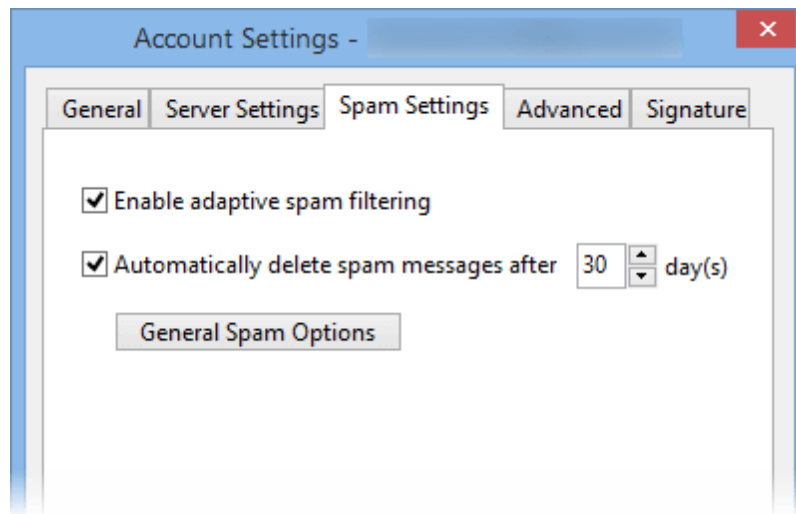 Account Settings -
General Server Settings Spam Settings Advanced Signature
Enable adaptive spam filtering
Automatically delete spam messages after 30 day(s)
General Spam Options